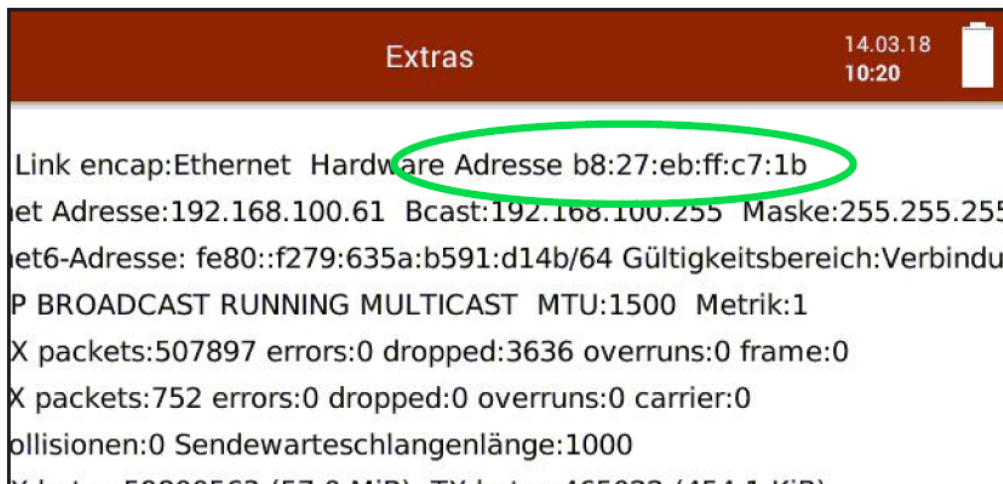 Extras
14.03.18
10:20
Link encap:Ethernet Hardware Adresse b8:27:eb:ff:c7:1b
et Adresse:192.168.100.61 Bcast:192.168.100.255 Maske:255.255.255
et6-Adresse: fe80::f279:635a:b591:d14b/64 Gültigkeitsbereich:Verbindu
P BROADCAST RUNNING MULTICAST MTU:1500 Metrik:1
X packets:507897 errors:0 dropped:3636 overruns:0 frame:0
X packets:752 errors:0 dropped:0 overruns:0 carrier:0
ollisionen:0 Sendewarteschlangenlänge:1000